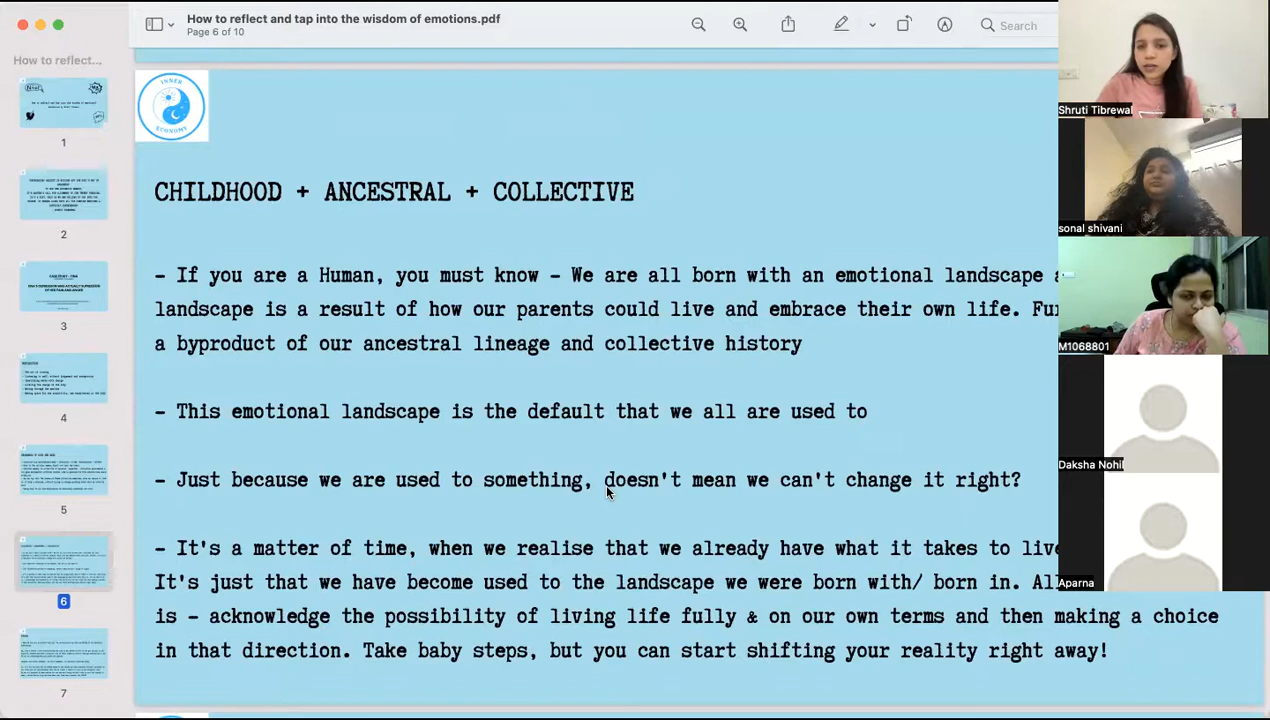 How to reflect and tap into the wisdom of emotions.pdf
Page 6 of 10
Search
How to reflect...
1
2
3
4
5
6
7
INNER
ECONOMY
CHILDHOOD + ANCESTRAL + COLLECTIVE
- If you are a Human, you must know - We are all born with an emotional landscape
landscape is a result of how our parents could live and embrace their own life.
a byproduct of our ancestral lineage and collective history
- This emotional landscape is the default that we all are used to
- Just because we are used to something, doesn't mean we can't change it right?
- It's a matter of time, when we realise that we already have what it takes to live
It's just that we have become used to the landscape we were born with/ born in. All
is - acknowledge the possibility of living life fully & on our own terms and then making a choice
in that direction. Take baby steps, but you can start shifting your reality right away!
Shruti Tibrewal
sonal shivani
M1068801
Daksha Nohil
Aparna